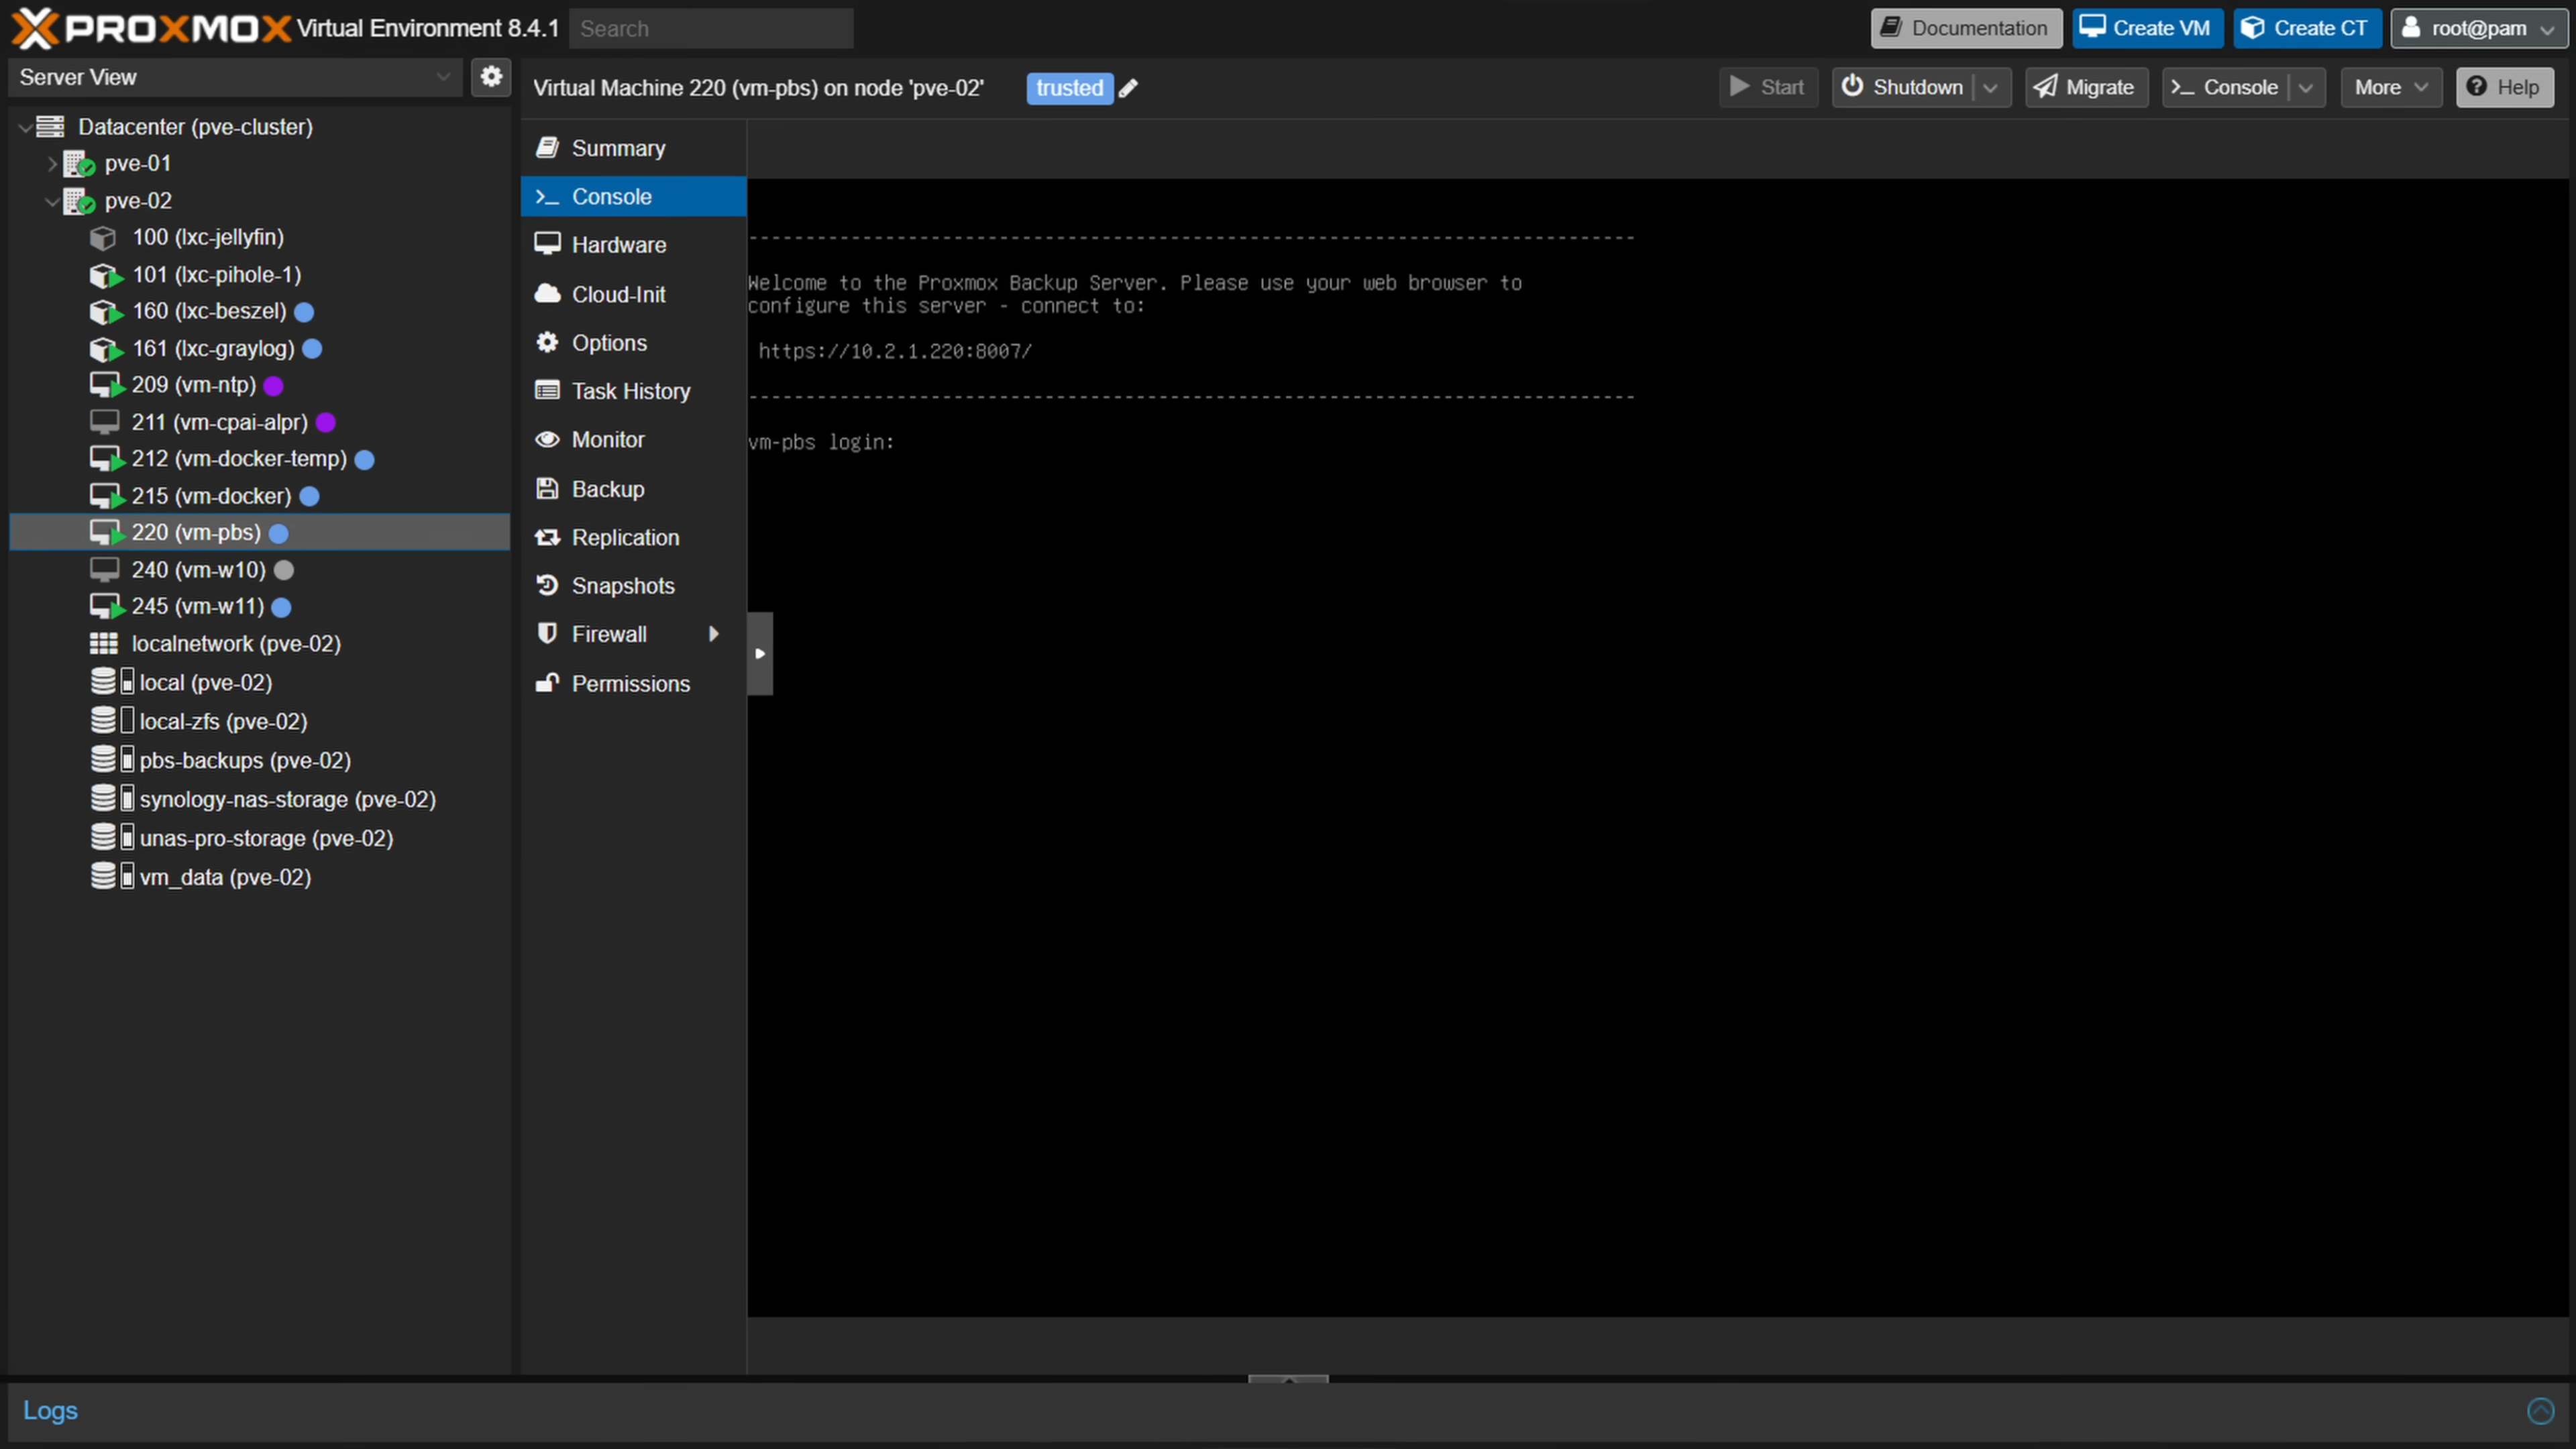 PROXMOX Virtual Environment 8.4.1 Search Documentation Create VM Create CT root@pam
Server View
Virtual Machine 220 (vm-pbs) on node 'pve-02' trusted Start Shutdown Migrate >_ Console More Help
Datacenter (pve-cluster)
pve-01
pve-02
100 (lxc-jellyfin)
101 (lxc-pihole-1)
160 (lxc-beszel)
161 (lxc-graylog)
209 (vm-ntp)
211 (vm-cpai-alpr)
212 (vm-docker-temp)
215 (vm-docker)
220 (vm-pbs)
240 (vm-w10)
245 (vm-w11)
localnetwork (pve-02)
local (pve-02)
local-zfs (pve-02)
pbs-backups (pve-02)
synology-nas-storage (pve-02)
unas-pro-storage (pve-02)
vm_data (pve-02)
Summary
>_ Console
Hardware
Cloud-Init
Options
Task History
Monitor
Backup
Replication
Snapshots
Firewall
Permissions
------------------------------------------------------------------------------
Welcome to the Proxmox Backup Server. Please use your web browser to
configure this server - connect to:
https://10.2.1.220:8007/
------------------------------------------------------------------------------
vm-pbs login:
Logs